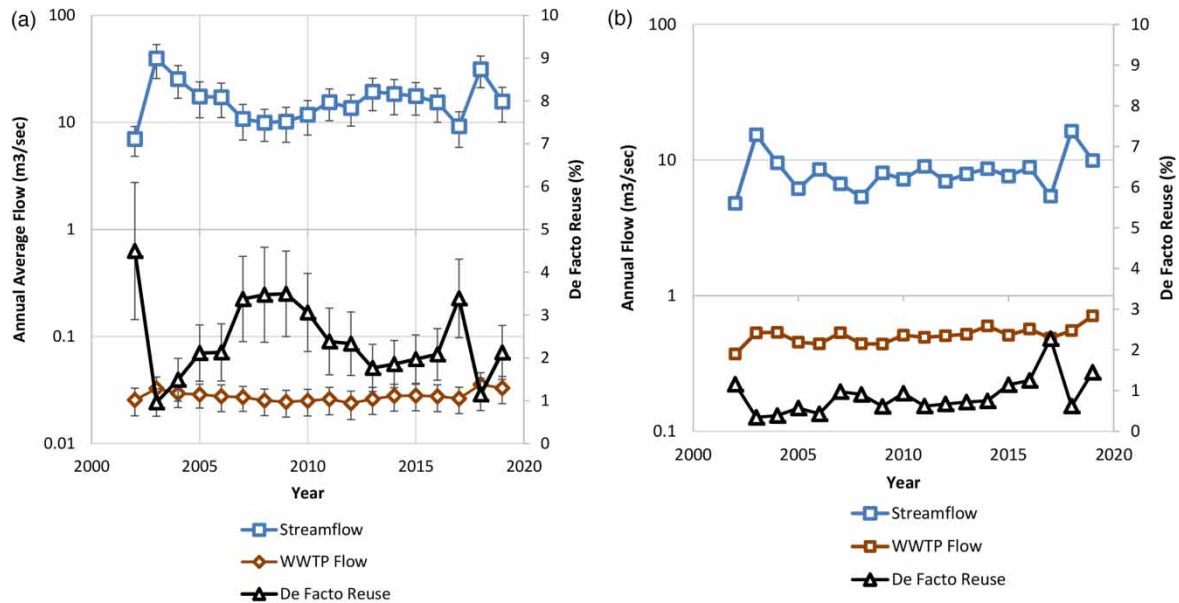 (a)
100
10
1
0.1
0.01
Annual Average Flow (m3/sec)
10
9
8
7
6
5
4
3
2
1
0
De Facto Reuse (%)
2000 2005 2010 2015 2020
Year
Streamflow
WWTP Flow
De Facto Reuse
(b)
100
10
1
0.1
Annual Flow (m3/sec)
10
9
8
7
6
5
4
3
2
1
0
De Facto Reuse (%)
2000 2005 2010 2015 2020
Year
Streamflow
WWTP Flow
De Facto Reuse